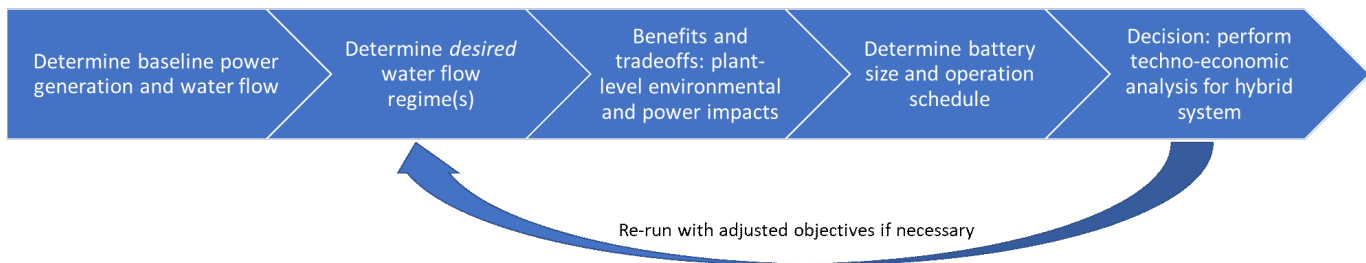 Determine baseline power
generation and water flow
Determine desired
water flow
regime(s)
Benefits and
tradeoffs: plant-
level environmental
and power impacts
Determine battery
size and operation
schedule
Decision: perform
techno-economic
analysis for hybrid
system
Re-run with adjusted objectives if necessary